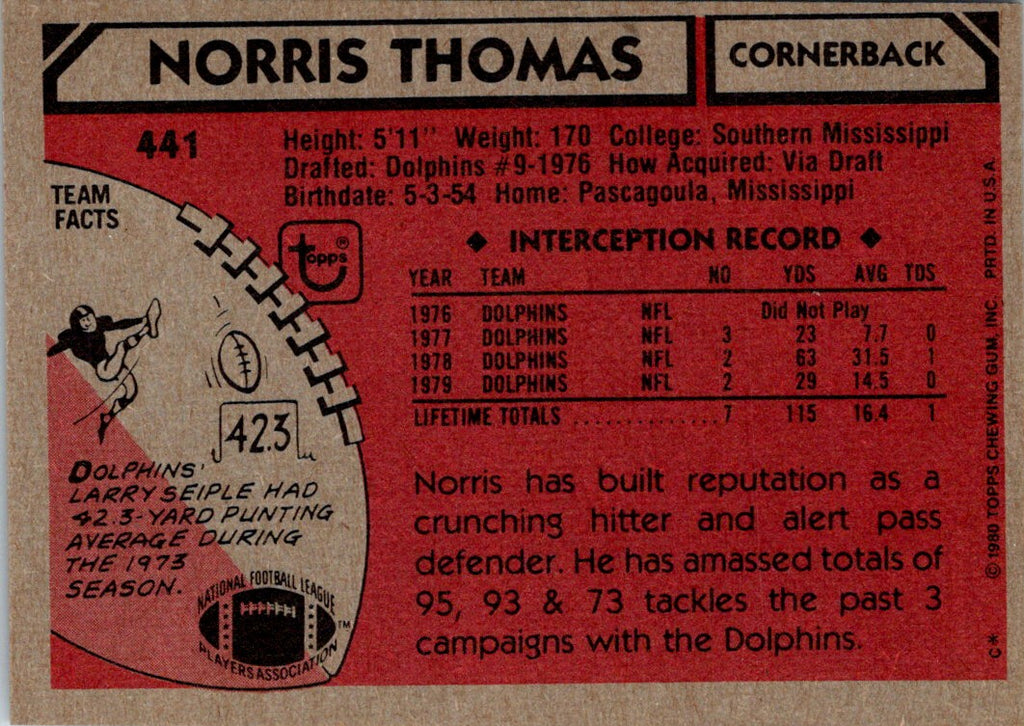 NORRIS THOMAS
CORNERBACK
441
Height: 5'11" Weight: 170 College: Southern Mississippi
Drafted: Dolphins #9-1976 How Acquired: Via Draft
Birthdate: 5-3-54 Home: Pascagoula, Mississippi
TEAM
FACTS
topps ®
◆ INTERCEPTION RECORD ◆
YEAR TEAM NO YDS AVG TDS
1976 DOLPHINS NFL Did Not Play
1977 DOLPHINS NFL 3 23 7.7 0
1978 DOLPHINS NFL 2 63 31.5 1
1979 DOLPHINS NFL 2 29 14.5 0
LIFETIME TOTALS ............... 7 115 16.4 1
42.3
DOLPHINS'
LARRY SEIPLE HAD
42.3-YARD PUNTING
AVERAGE DURING
THE 1973
SEASON.
NATIONAL FOOTBALL LEAGUE
PLAYERS ASSOCIATION
TM
Norris has built reputation as a
crunching hitter and alert pass
defender. He has amassed totals of
95, 93 & 73 tackles the past 3
campaigns with the Dolphins.
C* © 1980 TOPPS CHEWING GUM, INC. PRTD. IN U.S.A.